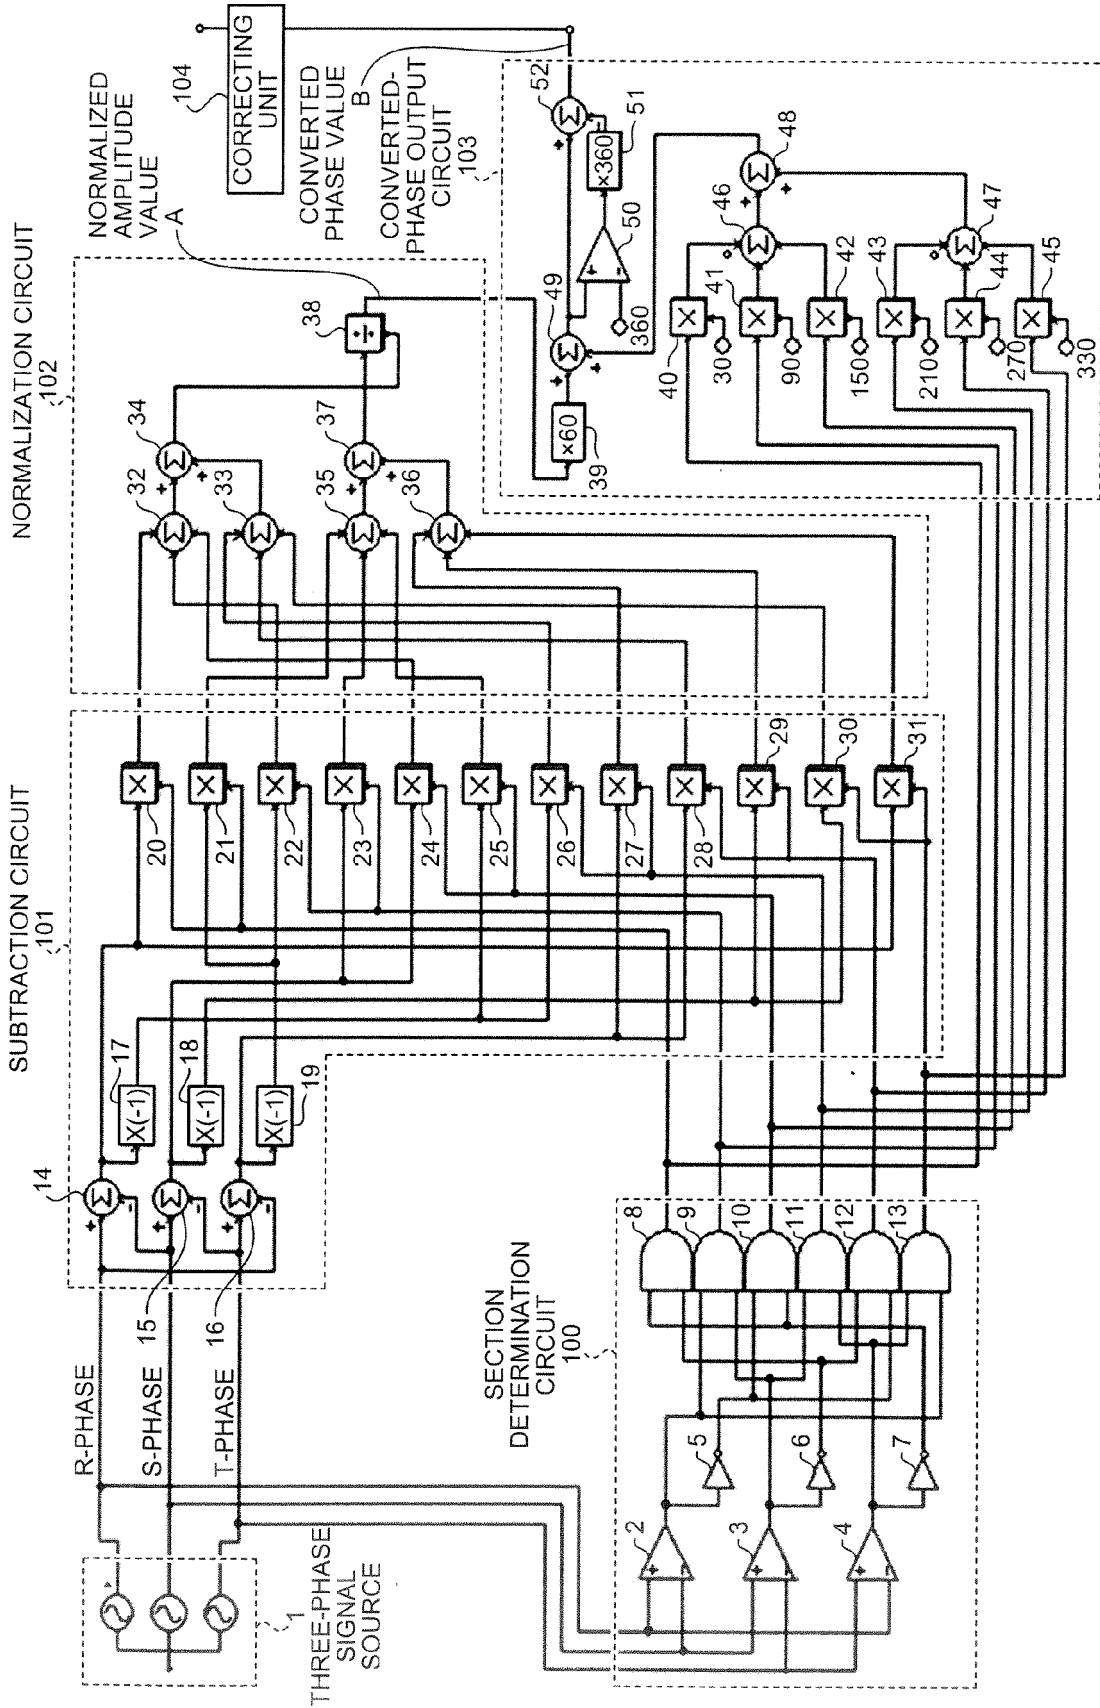 THREE-PHASE
SIGNAL
SOURCE
1
R-PHASE
S-PHASE
T-PHASE
SECTION
DETERMINATION
CIRCUIT
100
2
+
-
3
+
-
4
+
-
5
6
7
8
9
10
11
12
13
SUBTRACTION CIRCUIT
101
14
Σ
+
-
15
Σ
+
-
16
Σ
+
-
17
X(-1)
18
X(-1)
19
X(-1)
20
X
21
X
22
X
23
X
24
X
25
X
26
X
27
X
28
X
29
X
30
X
31
X
NORMALIZATION CIRCUIT
102
32
Σ
33
Σ
34
Σ
+
+
35
Σ
36
Σ
37
Σ
+
+
38
÷
NORMALIZED
AMPLITUDE
VALUE
A
CONVERTED
PHASE VALUE
B
CONVERTED-
PHASE OUTPUT
CIRCUIT
103
104
CORRECTING
UNIT
39
×60
49
Σ
+
+
360
50
+
-
51
×360
52
Σ
+
-
40
X
30
41
X
90
42
X
150
43
X
210
44
X
270
45
X
330
46
Σ
47
Σ
48
Σ
+
+